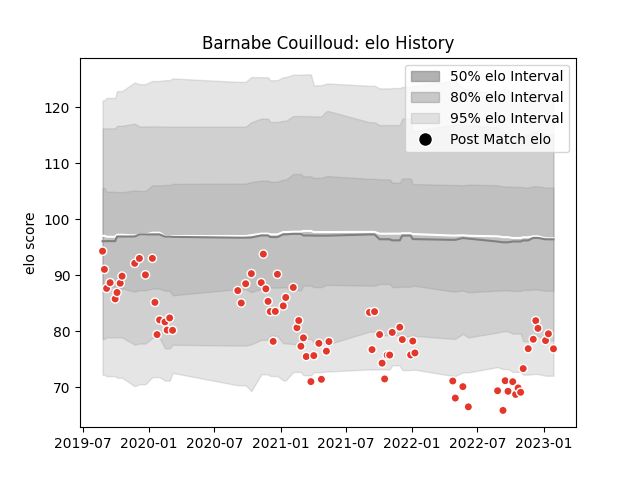 Barnabe Couilloud: elo History
50% elo Interval
80% elo Interval
95% elo Interval
Post Match elo
elo score
120
110
100
90
80
70
2019-07 2020-01 2020-07 2021-01 2021-07 2022-01 2022-07 2023-01